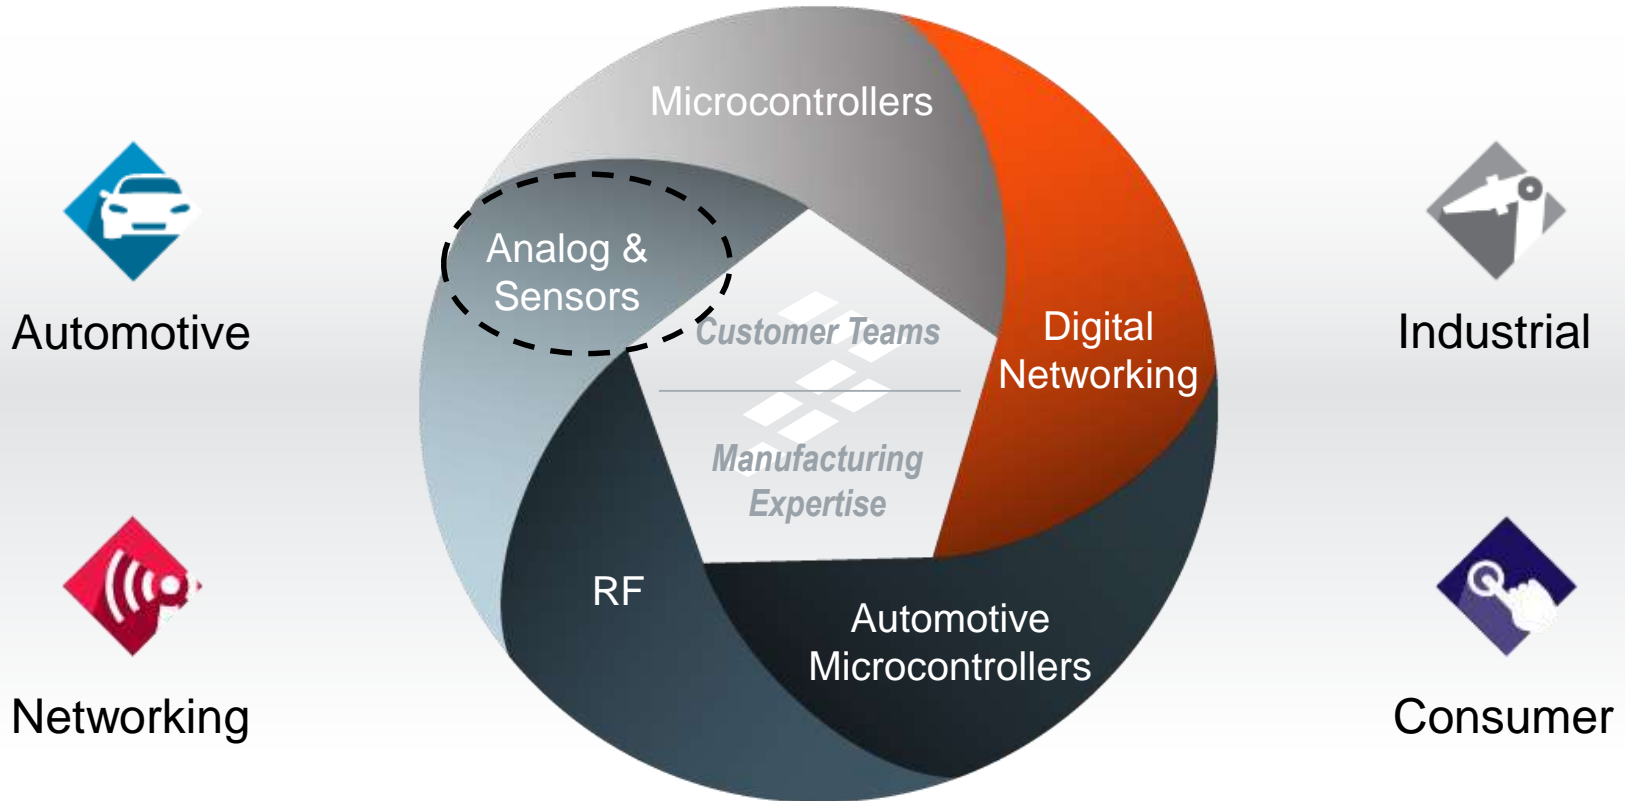 Microcontrollers
Analog &
Sensors
Digital
Networking
Customer Teams
Manufacturing
Expertise
RF
Automotive
Microcontrollers
Automotive
Networking
Industrial
Consumer